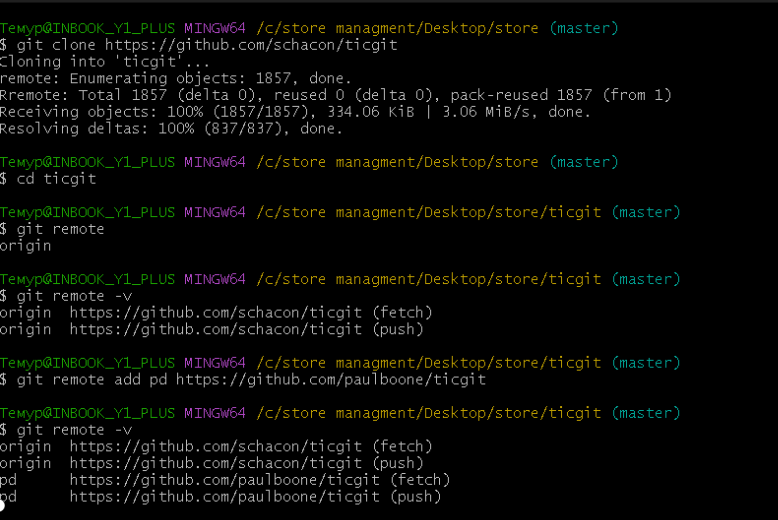 Темур@INBOOK_Y1_PLUS MINGW64 /c/store managment/Desktop/store (master)
$ git clone https://github.com/schacon/ticgit
Cloning into 'ticgit'...
remote: Enumerating objects: 1857, done.
Rremote: Total 1857 (delta 0), reused 0 (delta 0), pack-reused 1857 (from 1)
Receiving objects: 100% (1857/1857), 334.06 KiB | 3.06 MiB/s, done.
Resolving deltas: 100% (837/837), done.
Темур@INBOOK_Y1_PLUS MINGW64 /c/store managment/Desktop/store (master)
$ cd ticgit
Темур@INBOOK_Y1_PLUS MINGW64 /c/store managment/Desktop/store/ticgit (master)
$ git remote
origin
Темур@INBOOK_Y1_PLUS MINGW64 /c/store managment/Desktop/store/ticgit (master)
$ git remote -v
origin  https://github.com/schacon/ticgit (fetch)
origin  https://github.com/schacon/ticgit (push)
Темур@INBOOK_Y1_PLUS MINGW64 /c/store managment/Desktop/store/ticgit (master)
$ git remote add pd https://github.com/paulboone/ticgit
Темур@INBOOK_Y1_PLUS MINGW64 /c/store managment/Desktop/store/ticgit (master)
$ git remote -v
origin  https://github.com/schacon/ticgit (fetch)
origin  https://github.com/schacon/ticgit (push)
pd      https://github.com/paulboone/ticgit (fetch)
pd      https://github.com/paulboone/ticgit (push)